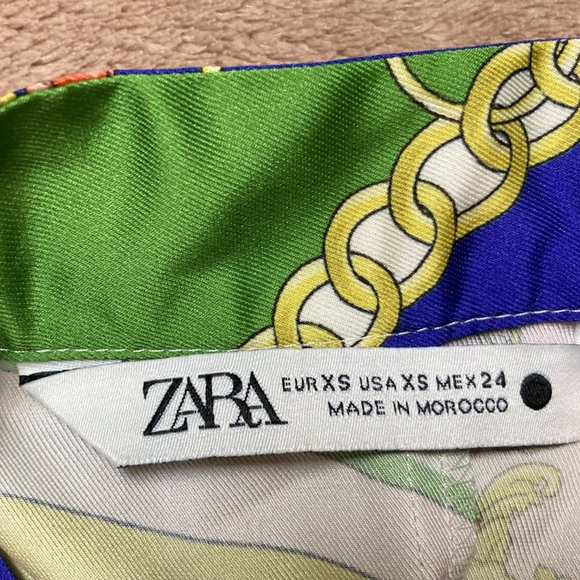 ZARA
EUR XS USA XS MEX 24
MADE IN MOROCCO